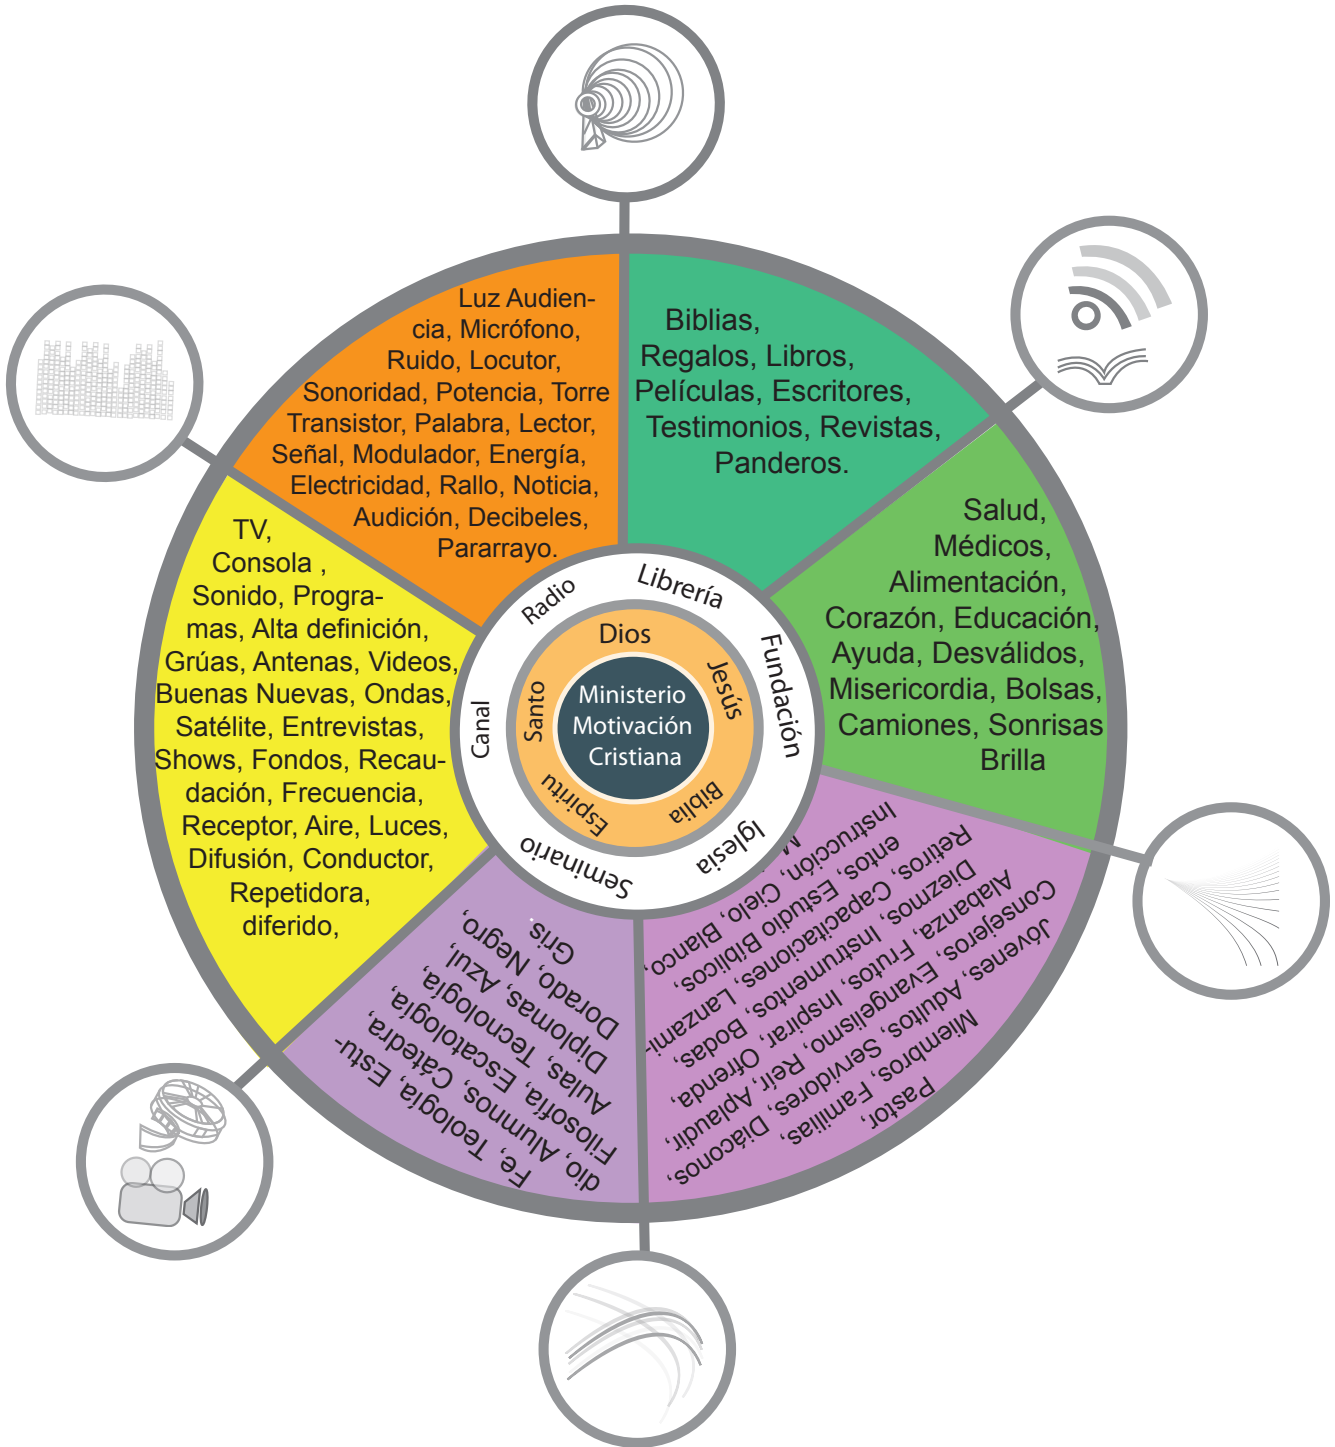 Luz Audien-
cia, Micrófono,
Ruido, Locutor,
Sonoridad, Potencia, Torre
Transistor, Palabra, Lector,
Señal, Modulador, Energía,
Electricidad, Rallo, Noticia,
Audición, Decibeles,
Pararrayo.
Biblias,
Regalos, Libros,
Películas, Escritores,
Testimonios, Revistas,
Panderos.
Salud,
Médicos,
Alimentación,
Corazón, Educación,
Ayuda, Desválidos,
Misericordia, Bolsas,
Camiones, Sonrisas
Brilla
TV,
Consola ,
Sonido, Progra-
mas, Alta definición,
Grúas, Antenas, Videos,
Buenas Nuevas, Ondas,
Satélite, Entrevistas,
Shows, Fondos, Recau-
dación, Frecuencia,
Receptor, Aire, Luces,
Difusión, Conductor,
Repetidora,
diferido,
Radio
Librería
Fundación
Iglesia
Seminario
Canal
Dios
Jesús
Biblia
Espíritu
Santo
Ministerio
Motivación
Cristiana
Fe, Teología, Estu-
dio, Alumnos, Cátedra,
Filosofía, Escatología,
Aulas, Tecnología,
Diplomas, Azul,
Dorado, Negro,
Gris.
Pastor,
Miembros, Familias,
Jóvenes, Adultos, Servidores, Diáconos,
Consejeros, Evangelismo, Reír, Aplaudir,
Alabanza, Frutos, Inspirar, Ofrenda,
Diezmos, Instrumentos, Bodas,
Retiros, Capacitaciones, Lanzami-
entos, Estudio Bíblicos,
Instrucción, Cielo, Blanco,